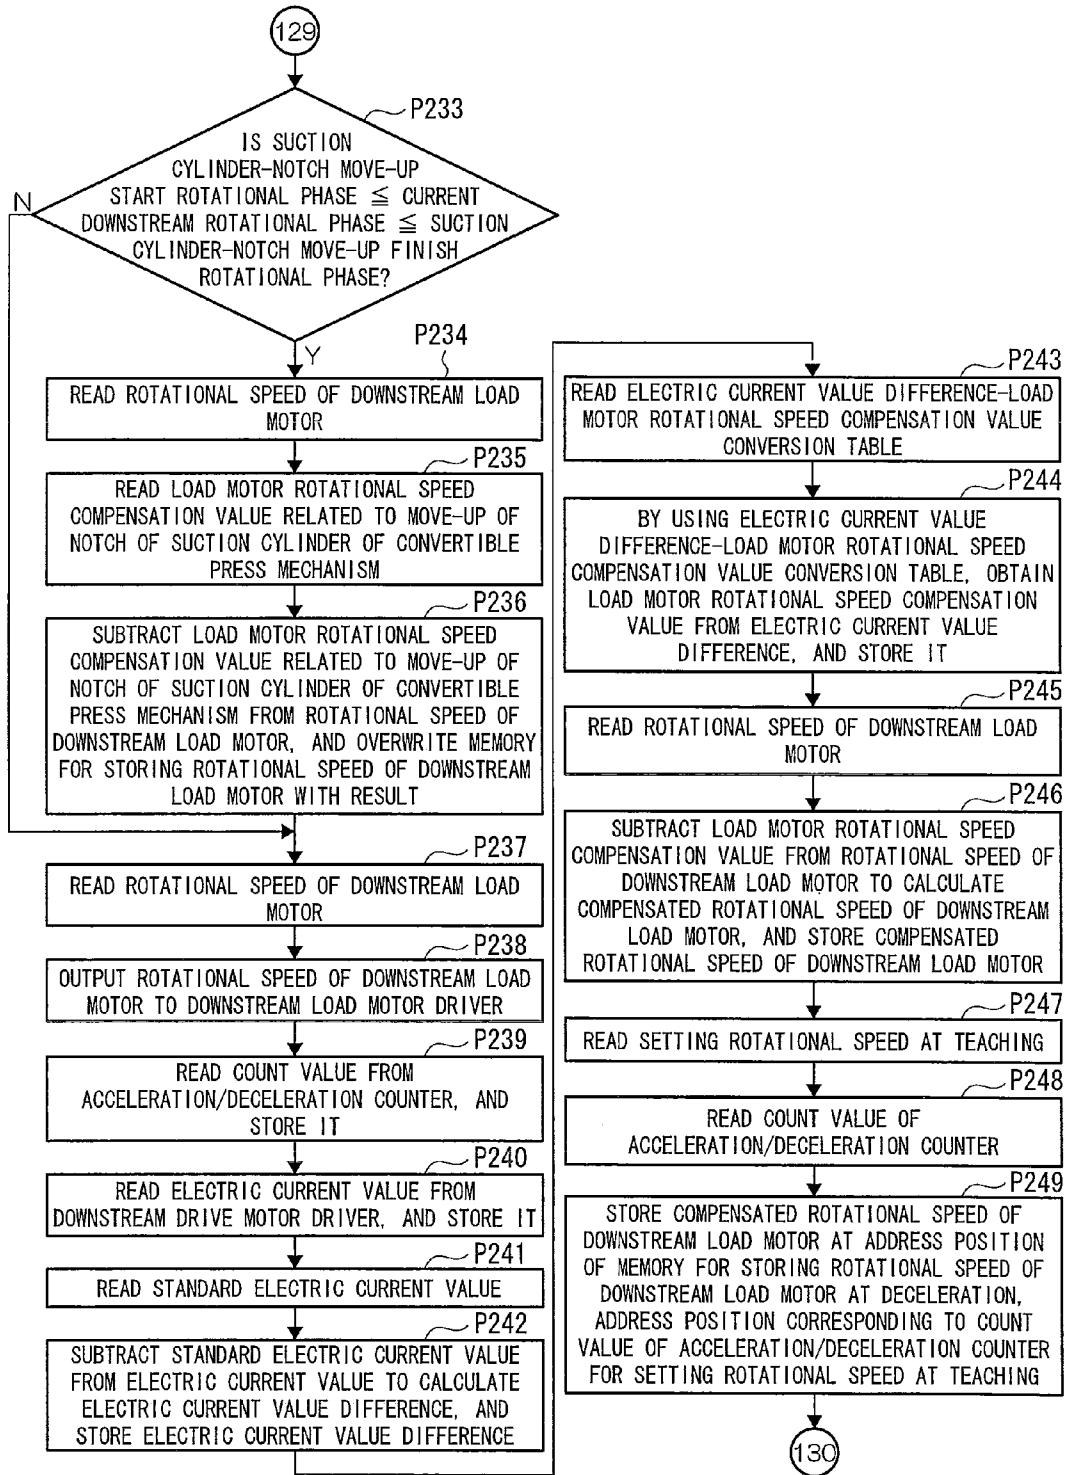 129
P233
IS SUCTION
CYLINDER-NOTCH MOVE-UP
START ROTATIONAL PHASE ≦ CURRENT
DOWNSTREAM ROTATIONAL PHASE ≦ SUCTION
CYLINDER-NOTCH MOVE-UP FINISH
ROTATIONAL PHASE?
N
Y
P234
READ ROTATIONAL SPEED OF DOWNSTREAM LOAD
MOTOR
P235
READ LOAD MOTOR ROTATIONAL SPEED
COMPENSATION VALUE RELATED TO MOVE-UP OF
NOTCH OF SUCTION CYLINDER OF CONVERTIBLE
PRESS MECHANISM
P236
SUBTRACT LOAD MOTOR ROTATIONAL SPEED
COMPENSATION VALUE RELATED TO MOVE-UP OF
NOTCH OF SUCTION CYLINDER OF CONVERTIBLE
PRESS MECHANISM FROM ROTATIONAL SPEED OF
DOWNSTREAM LOAD MOTOR, AND OVERWRITE MEMORY
FOR STORING ROTATIONAL SPEED OF DOWNSTREAM
LOAD MOTOR WITH RESULT
P237
READ ROTATIONAL SPEED OF DOWNSTREAM LOAD
MOTOR
P238
OUTPUT ROTATIONAL SPEED OF DOWNSTREAM LOAD
MOTOR TO DOWNSTREAM LOAD MOTOR DRIVER
P239
READ COUNT VALUE FROM
ACCELERATION/DECELERATION COUNTER, AND
STORE IT
P240
READ ELECTRIC CURRENT VALUE FROM
DOWNSTREAM DRIVE MOTOR DRIVER, AND STORE IT
P241
READ STANDARD ELECTRIC CURRENT VALUE
P242
SUBTRACT STANDARD ELECTRIC CURRENT VALUE
FROM ELECTRIC CURRENT VALUE TO CALCULATE
ELECTRIC CURRENT VALUE DIFFERENCE, AND
STORE ELECTRIC CURRENT VALUE DIFFERENCE
P243
READ ELECTRIC CURRENT VALUE DIFFERENCE-LOAD
MOTOR ROTATIONAL SPEED COMPENSATION VALUE
CONVERSION TABLE
P244
BY USING ELECTRIC CURRENT VALUE
DIFFERENCE-LOAD MOTOR ROTATIONAL SPEED
COMPENSATION VALUE CONVERSION TABLE, OBTAIN
LOAD MOTOR ROTATIONAL SPEED COMPENSATION
VALUE FROM ELECTRIC CURRENT VALUE
DIFFERENCE, AND STORE IT
P245
READ ROTATIONAL SPEED OF DOWNSTREAM LOAD
MOTOR
P246
SUBTRACT LOAD MOTOR ROTATIONAL SPEED
COMPENSATION VALUE FROM ROTATIONAL SPEED OF
DOWNSTREAM LOAD MOTOR TO CALCULATE
COMPENSATED ROTATIONAL SPEED OF DOWNSTREAM
LOAD MOTOR, AND STORE COMPENSATED
ROTATIONAL SPEED OF DOWNSTREAM LOAD MOTOR
P247
READ SETTING ROTATIONAL SPEED AT TEACHING
P248
READ COUNT VALUE OF
ACCELERATION/DECELERATION COUNTER
P249
STORE COMPENSATED ROTATIONAL SPEED OF
DOWNSTREAM LOAD MOTOR AT ADDRESS POSITION
OF MEMORY FOR STORING ROTATIONAL SPEED OF
DOWNSTREAM LOAD MOTOR AT DECELERATION,
ADDRESS POSITION CORRESPONDING TO COUNT
VALUE OF ACCELERATION/DECELERATION COUNTER
FOR SETTING ROTATIONAL SPEED AT TEACHING
130